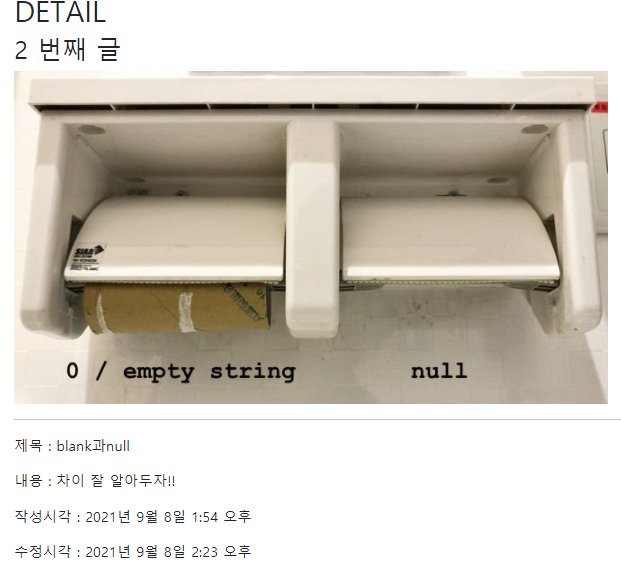 DETAIL
2 번째 글
SIAA
0 / empty string null
제목 : blank과null
내용 : 차이 잘 알아두자!!
작성시각 : 2021년 9월 8일 1:54 오후
수정시각 : 2021년 9월 8일 2:23 오후